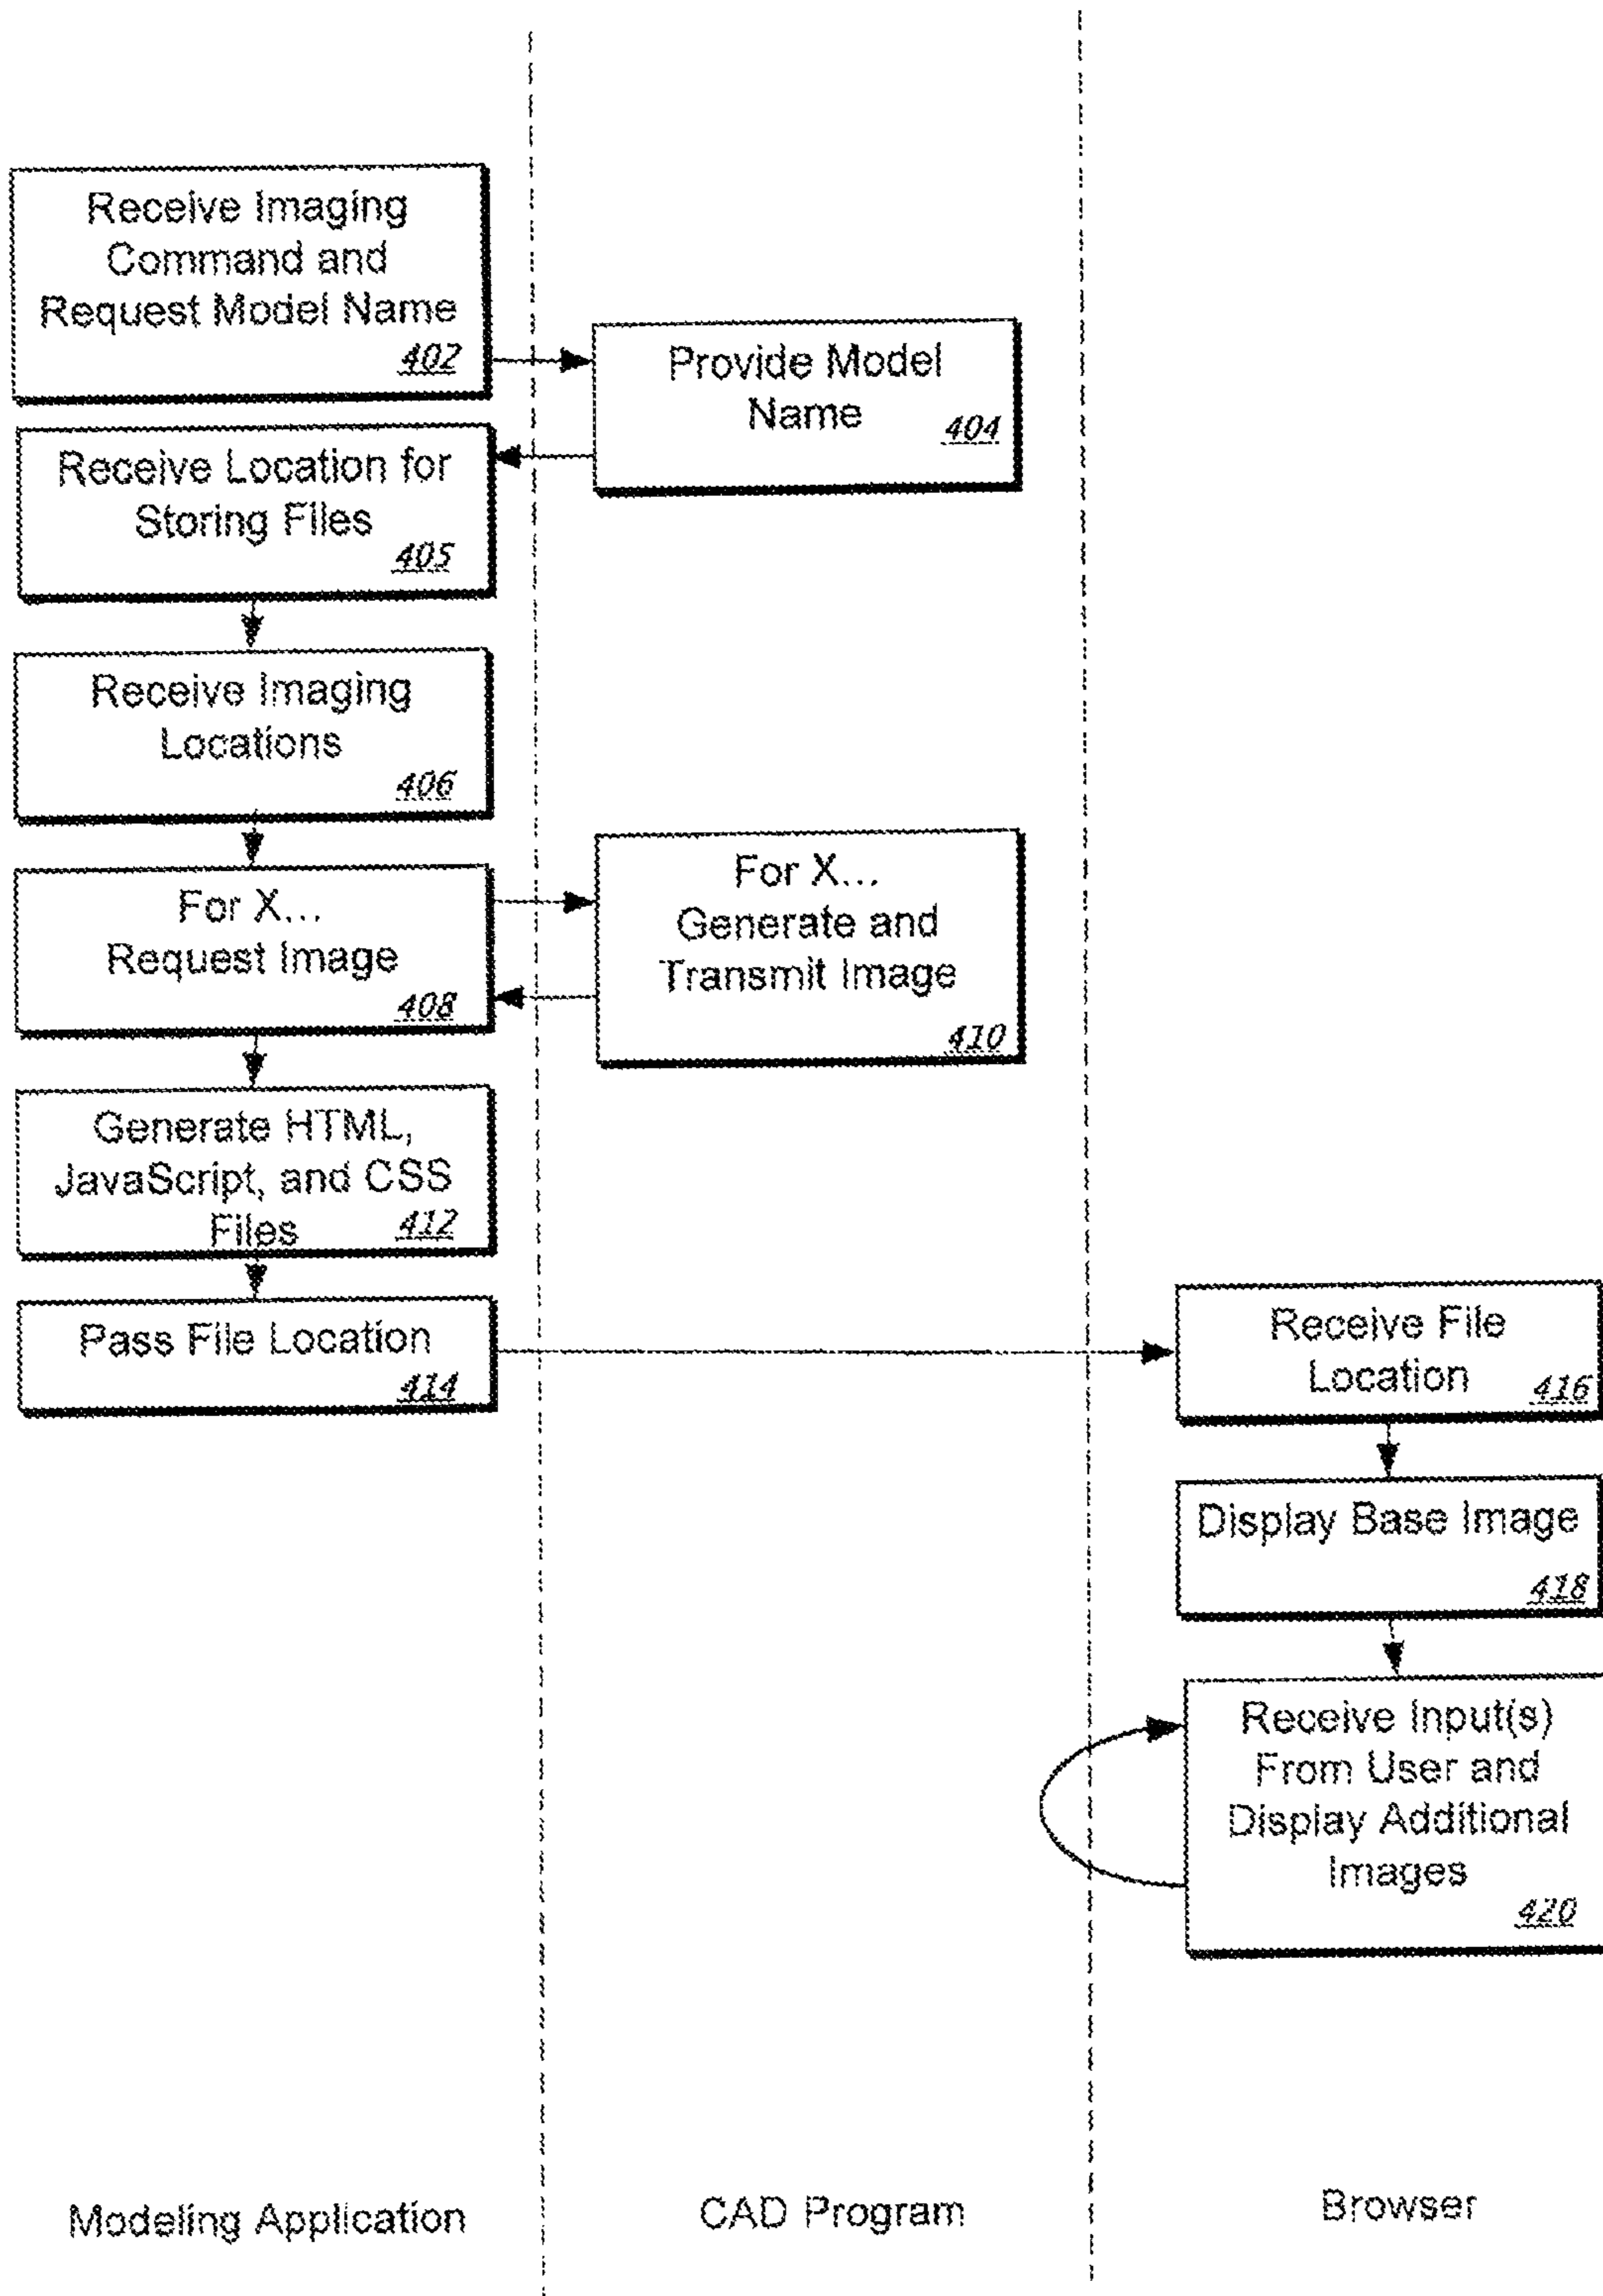 Receive Imaging
Command and
Request Model Name
402
Provide Model
Name
404
Receive Location for
Storing Files
405
Receive Imaging
Locations
406
For X...
Request Image
408
For X...
Generate and
Transmit Image
410
Generate HTML,
JavaScript, and CSS
Files
412
Pass File Location
414
Receive File
Location
416
Display Base Image
418
Receive Input(s)
From User and
Display Additional
Images
420
Modeling Application
CAD Program
Browser